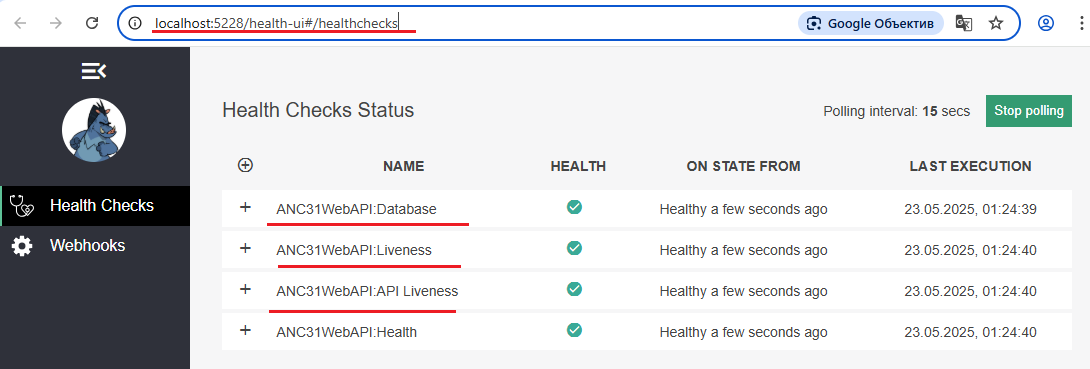 localhost:5228/health-ui#/healthchecks Google Объектив
Health Checks Status Polling interval: 15 secs Stop polling
NAME HEALTH ON STATE FROM LAST EXECUTION
Health Checks
Webhooks
+ ANC31WebAPI:Database Healthy a few seconds ago 23.05.2025, 01:24:39
+ ANC31WebAPI:Liveness Healthy a few seconds ago 23.05.2025, 01:24:40
+ ANC31WebAPI:API Liveness Healthy a few seconds ago 23.05.2025, 01:24:40
+ ANC31WebAPI:Health Healthy a few seconds ago 23.05.2025, 01:24:40